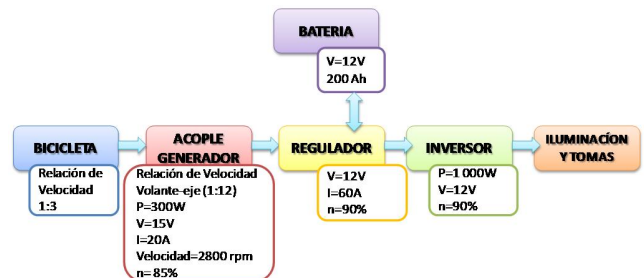 BATERIA
V=12V
200 Ah
BICICLETA
Relación de
Velocidad
1:3
ACOPLE
GENERADOR
Relación de Velocidad
Volante-eje (1:12)
P=300W
V=15V
I=20A
Velocidad=2800 rpm
n= 85%
REGULADOR
V=12V
I=60A
n=90%
INVERSOR
P=1 000W
V=12V
n=90%
ILUMINACÍON
Y TOMAS